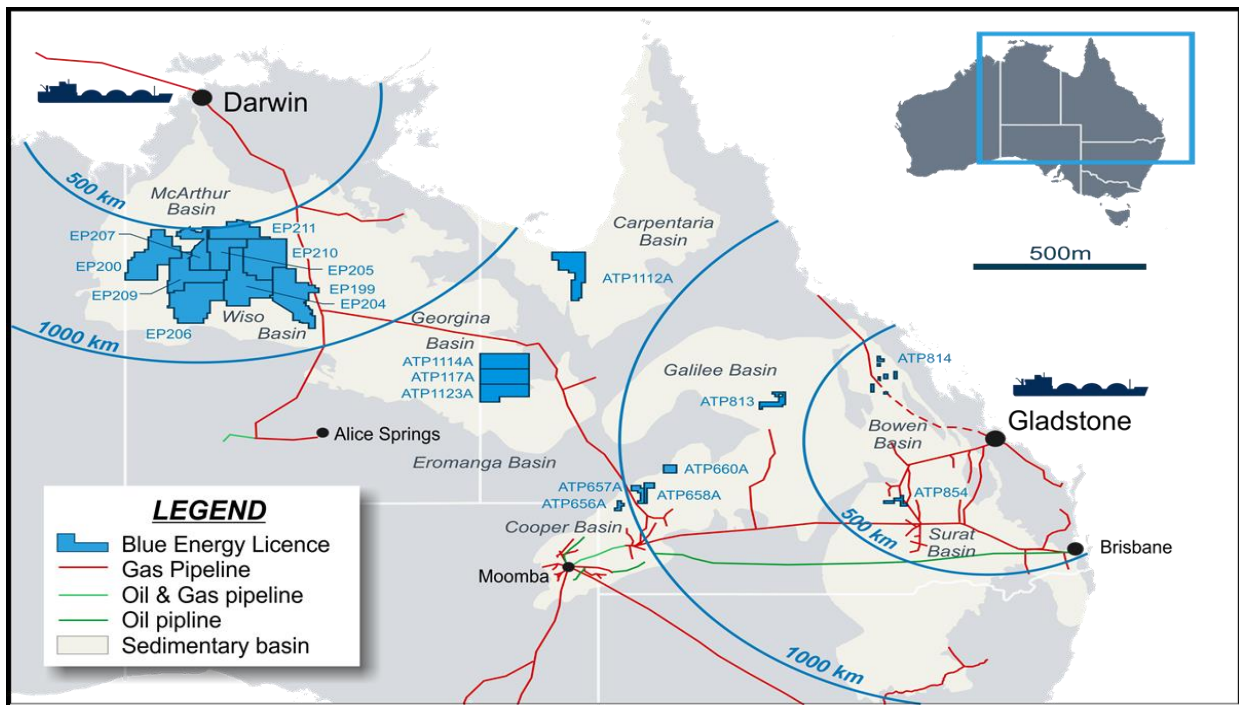 Darwin
500 km
McArthur
Basin
EP207
EP211
EP200
EP210
EP205
EP209
EP199
EP204
EP206
Wiso
Basin
1000 km
Carpentaria
Basin
ATP1112A
500m
Georgina
Basin
ATP1114A
ATP117A
ATP1123A
Galilee Basin
ATP813
ATP814
Gladstone
Bowen
Basin
Alice Springs
Eromanga Basin
ATP660A
ATP657A
ATP658A
ATP656A
ATP854
Cooper Basin
500 km
Surat
Basin
Brisbane
Moomba
1000 km
LEGEND
Blue Energy Licence
Gas Pipeline
Oil & Gas pipeline
Oil pipline
Sedimentary basin